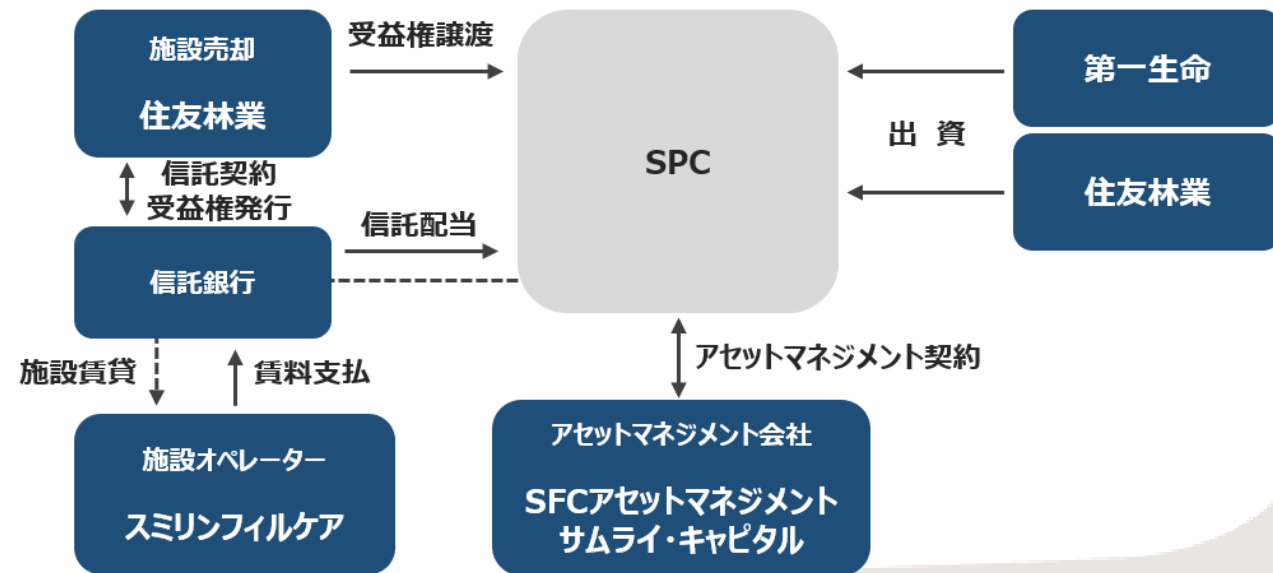 施設売却
住友林業
受益権譲渡
SPC
第一生命
出 資
住友林業
信託契約
受益権発行
信託配当
信託銀行
施設賃貸
賃料支払
アセットマネジメント契約
施設オペレーター
スミリンフィルケア
アセットマネジメント会社
SFCアセットマネジメント
サムライ・キャピタル